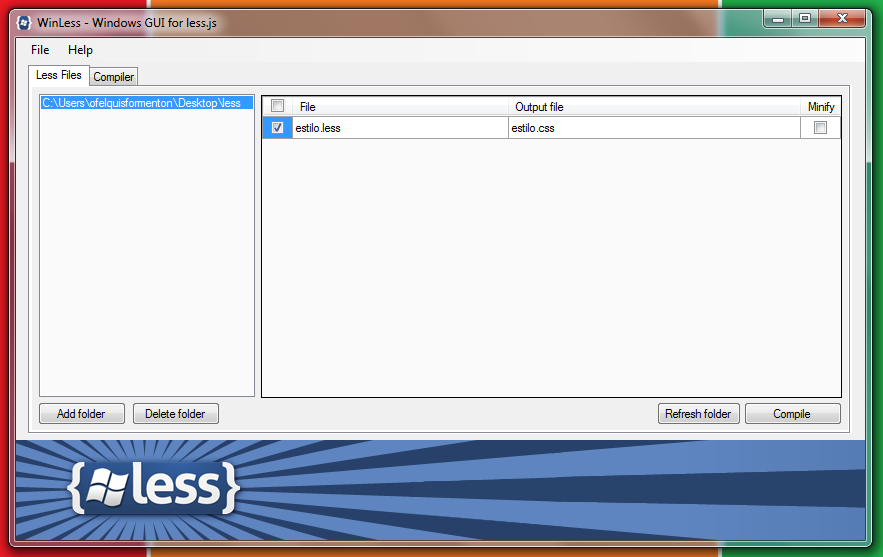 WinLess - Windows GUI for less.js
File Help
Less Files Compiler
C:\Users\ofelquisformenton\Desktop\less
File Output file Minify
estilo.less estilo.css
Add folder Delete folder Refresh folder Compile
{less}